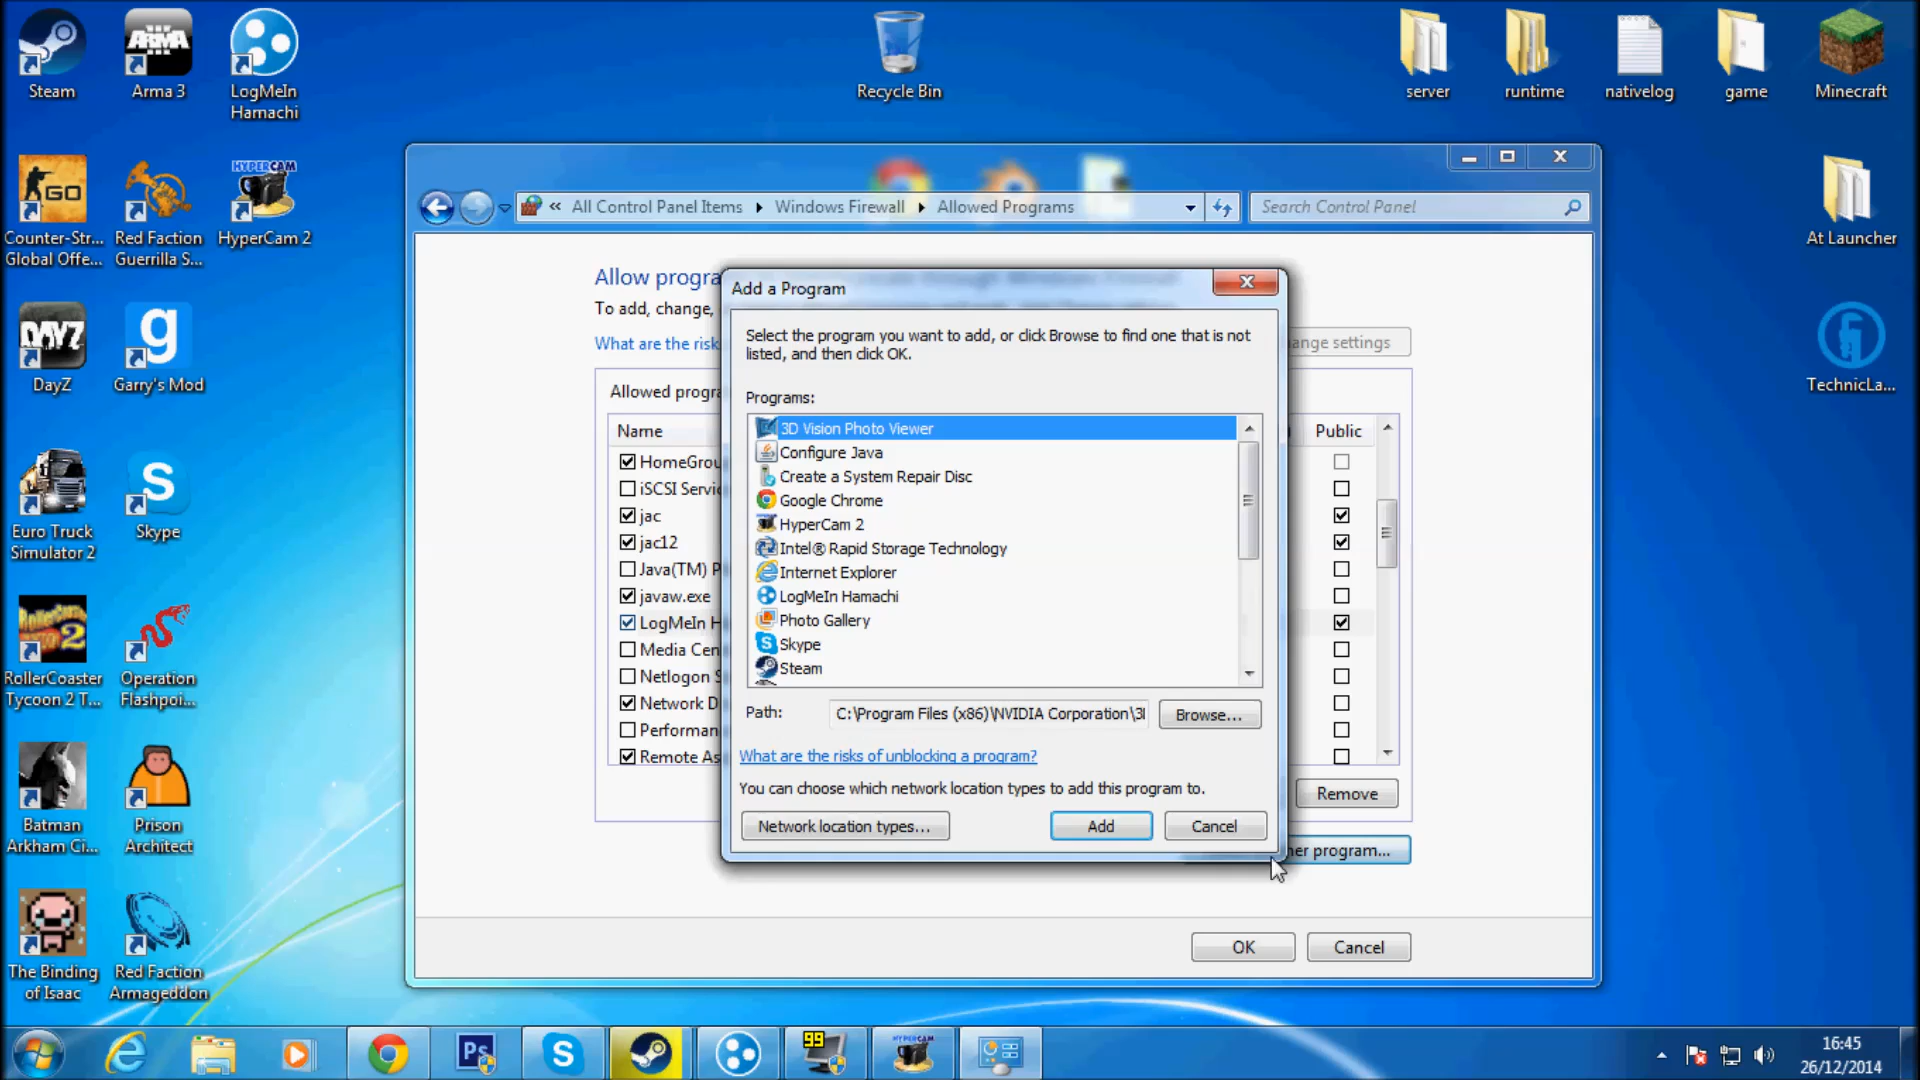 Steam
Arma 3
LogMeIn
Hamachi
Recycle Bin
server
runtime
nativelog
game
Minecraft
Counter-Str...
Global Offe...
Red Faction
Guerrilla S...
HYPERCAM
HyperCam 2
At Launcher
DayZ
Garry's Mod
TechnicLa...
Euro Truck
Simulator 2
Skype
RollerCoaster
Tycoon 2 T...
Operation
Flashpoi...
Batman
Arkham Ci...
Prison
Architect
The Binding
of Isaac
Red Faction
Armageddon
« All Control Panel Items ▸ Windows Firewall ▸ Allowed Programs
Search Control Panel
Allow progra
To add, change,
What are the risk
ange settings
Allowed progra
Name
Public
HomeGrou
iSCSI Servic
jac
jac12
Java(TM) P
javaw.exe
LogMeIn H
Media Cen
Netlogon S
Network D
Performan
Remote As
Remove
her program...
OK
Cancel
Add a Program
Select the program you want to add, or click Browse to find one that is not
listed, and then click OK.
Programs:
3D Vision Photo Viewer
Configure Java
Create a System Repair Disc
Google Chrome
HyperCam 2
Intel® Rapid Storage Technology
Internet Explorer
LogMeIn Hamachi
Photo Gallery
Skype
Steam
Path:
C:\Program Files (x86)\NVIDIA Corporation\3
Browse...
What are the risks of unblocking a program?
You can choose which network location types to add this program to.
Network location types...
Add
Cancel
Ps
99
HYPERCAM
16:45
26/12/2014